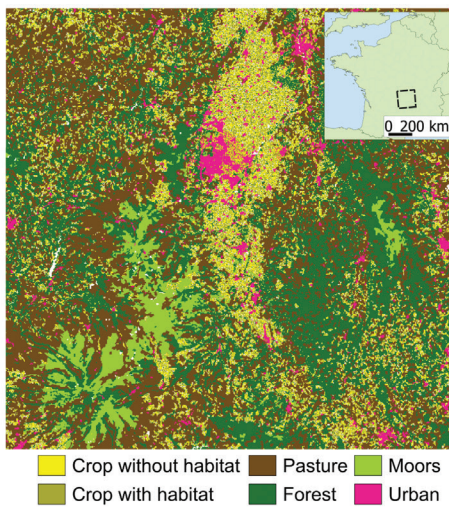 0 200 km
Crop without habitat
Pasture
Moors
Crop with habitat
Forest
Urban